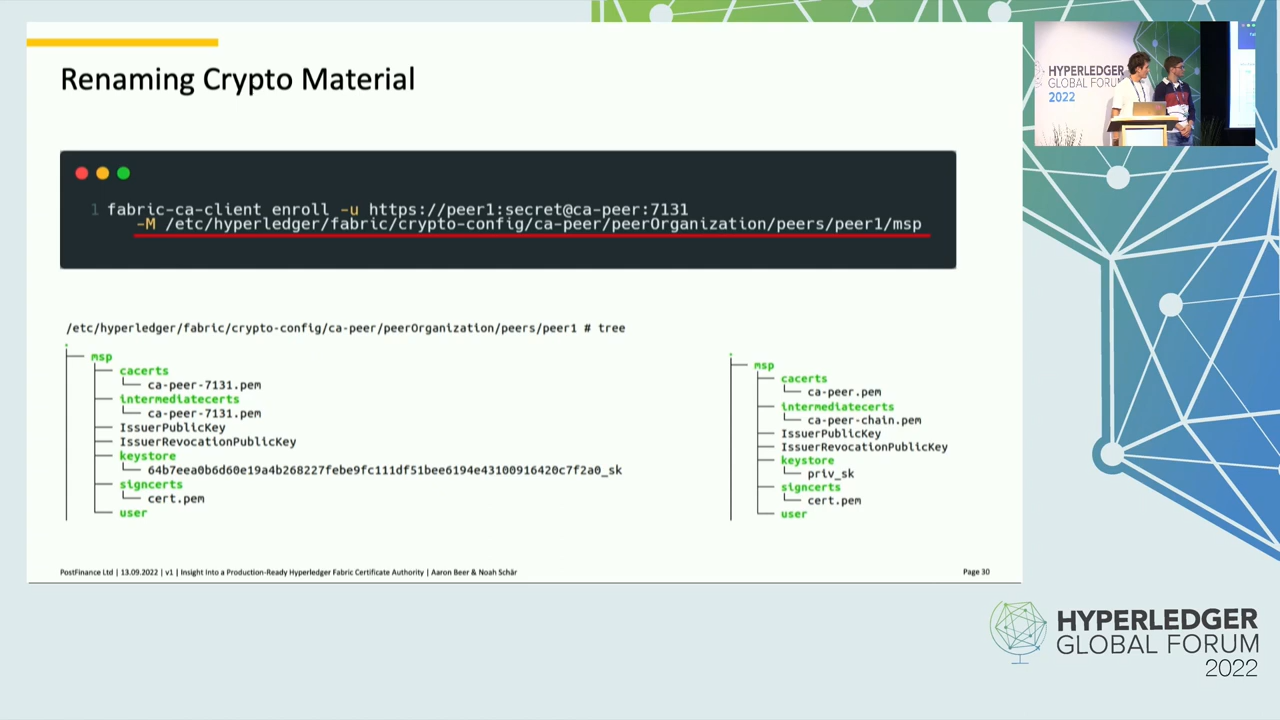 Renaming Crypto Material
1 fabric-ca-client enroll -u https://peer1:secret@ca-peer:7131
-M /etc/hyperledger/fabric/crypto-config/ca-peer/peerOrganization/peers/peer1/msp
/etc/hyperledger/fabric/crypto-config/ca-peer/peerOrganization/peers/peer1 # tree
.
msp
cacerts
ca-peer-7131.pem
intermediatecerts
ca-peer-7131.pem
IssuerPublicKey
IssuerRevocationPublicKey
keystore
64b7eea0b6d60e19a4b268227febe9fc111df51bee6194e43100916420c7f2a0_sk
signcerts
cert.pem
user
.
msp
cacerts
ca-peer.pem
intermediatecerts
ca-peer-chain.pem
IssuerPublicKey
IssuerRevocationPublicKey
keystore
priv_sk
signcerts
cert.pem
user
PostFinance Ltd | 13.09.2022 | v1 | Insight Into a Production-Ready Hyperledger Fabric Certificate Authority | Aaron Beer & Noah Schär
Page 30
HYPERLEDGER
GLOBAL FORUM
2022
HYPERLEDGER
GLOBAL FORUM
2022